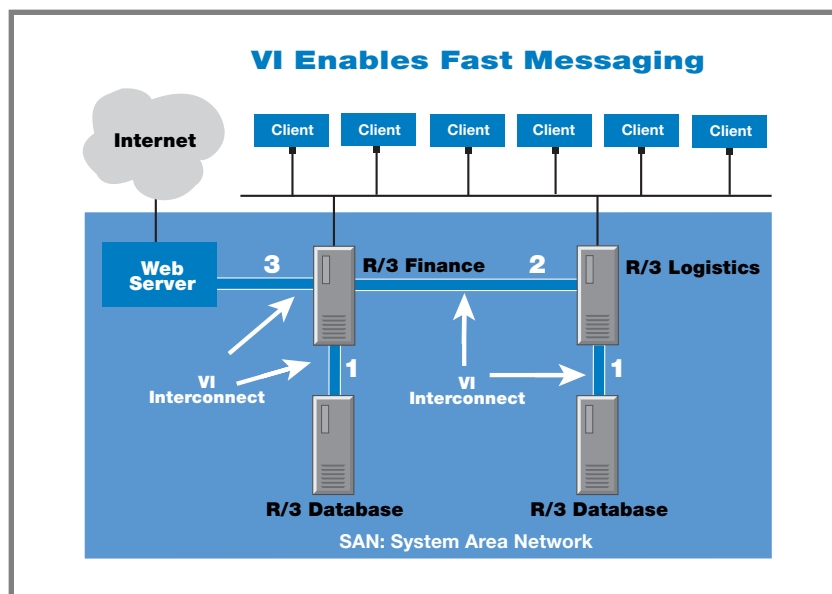 VI Enables Fast Messaging
Internet
Client
Client
Client
Client
Client
Client
Web
Server
3
R/3 Finance
2
R/3 Logistics
1
1
VI
Interconnect
VI
Interconnect
R/3 Database
R/3 Database
SAN: System Area Network